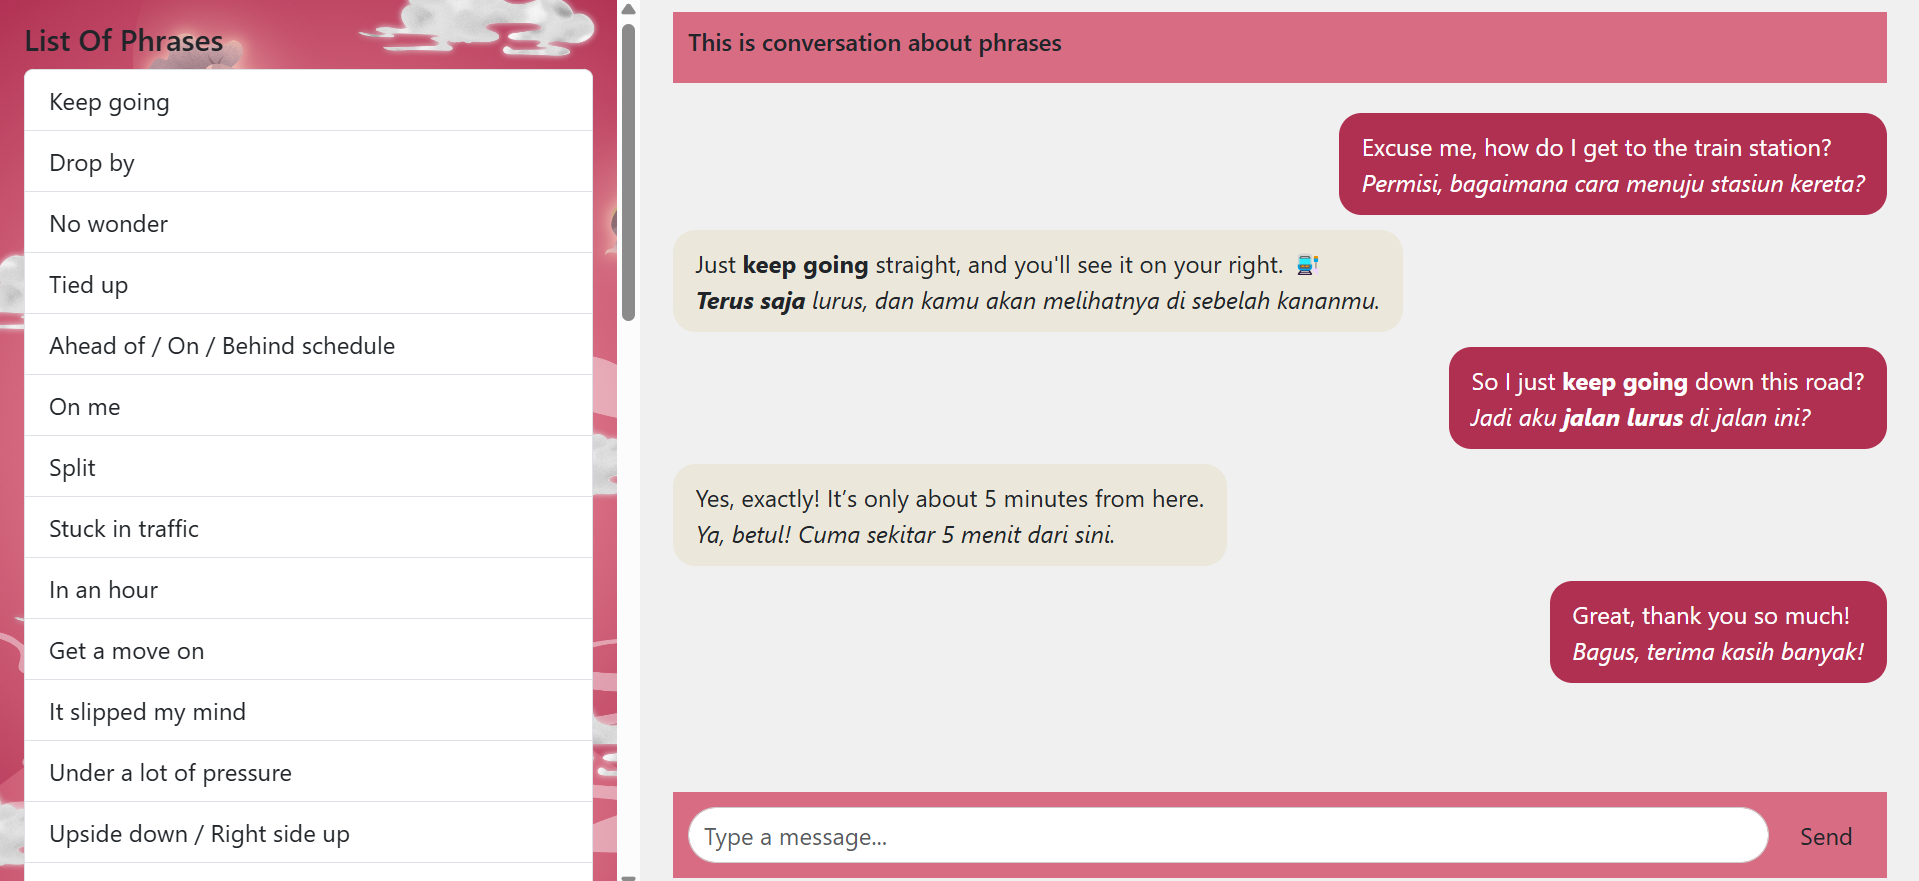 List Of Phrases
Keep going
Drop by
No wonder
Tied up
Ahead of / On / Behind schedule
On me
Split
Stuck in traffic
In an hour
Get a move on
It slipped my mind
Under a lot of pressure
Upside down / Right side up
This is conversation about phrases
Excuse me, how do I get to the train station?
Permisi, bagaimana cara menuju stasiun kereta?
Just keep going straight, and you'll see it on your right. 🚉
Terus saja lurus, dan kamu akan melihatnya di sebelah kananmu.
So I just keep going down this road?
Jadi aku jalan lurus di jalan ini?
Yes, exactly! It’s only about 5 minutes from here.
Ya, betul! Cuma sekitar 5 menit dari sini.
Great, thank you so much!
Bagus, terima kasih banyak!
Type a message...
Send